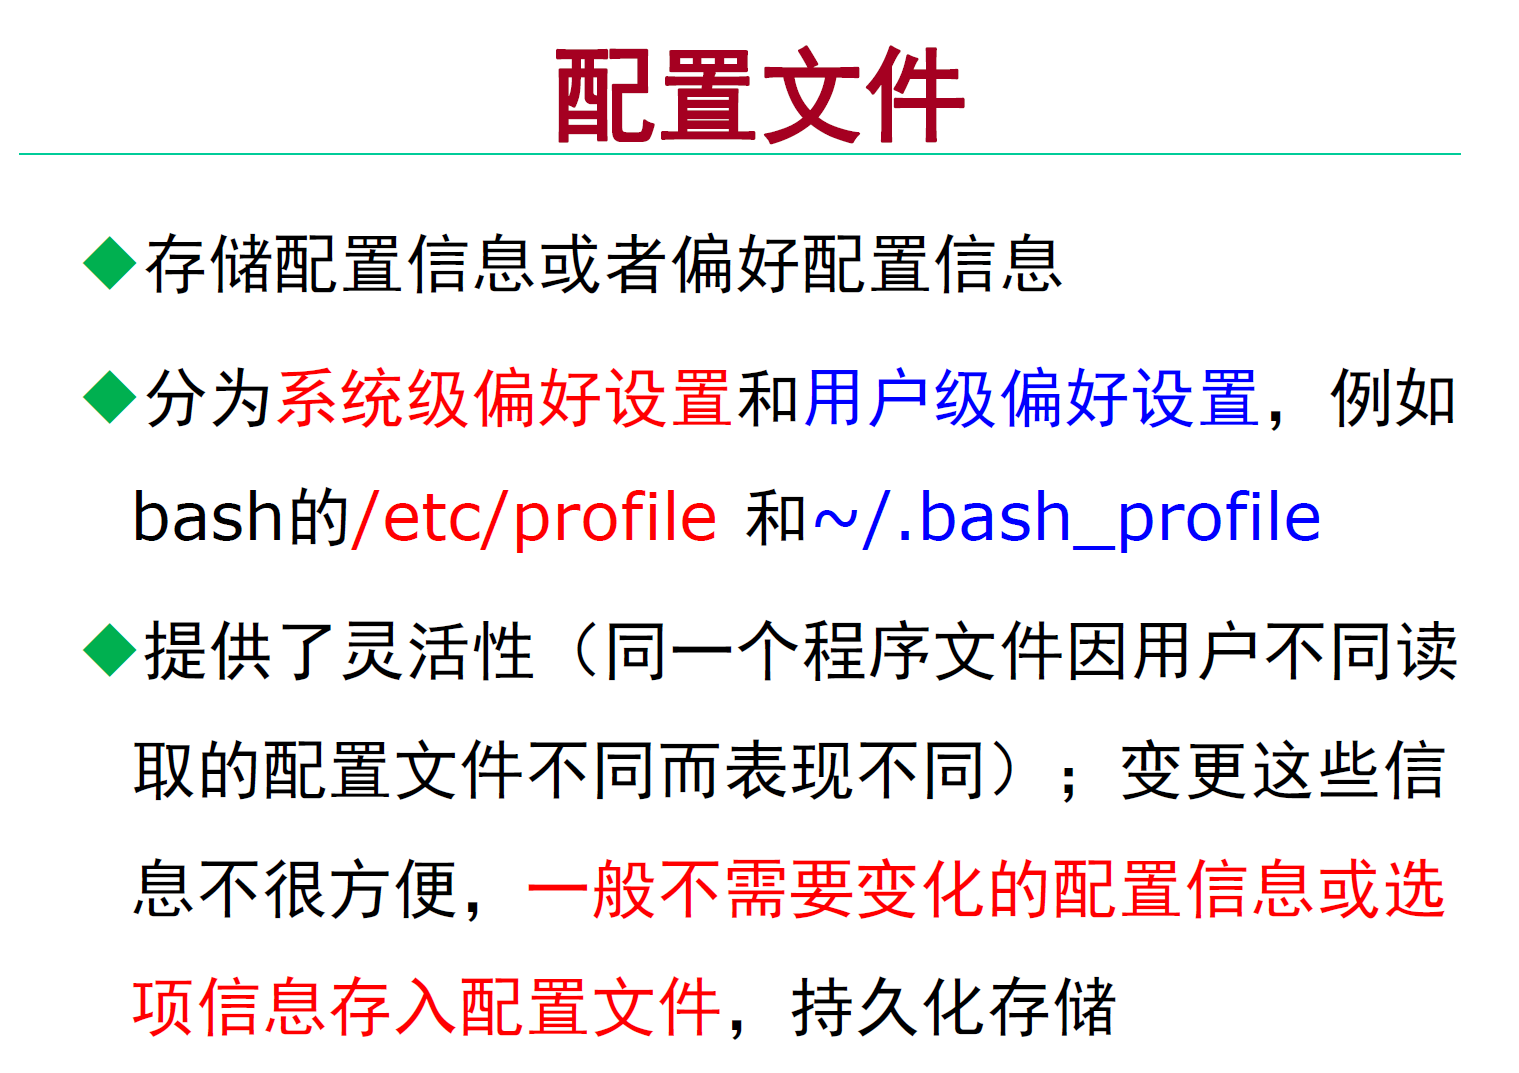 配置文件
存储配置信息或者偏好配置信息
分为系统级偏好设置和用户级偏好设置，例如
bash的/etc/profile 和~/.bash_profile
提供了灵活性（同一个程序文件因用户不同读
取的配置文件不同而表现不同）；变更这些信
息不很方便，一般不需要变化的配置信息或选
项信息存入配置文件，持久化存储